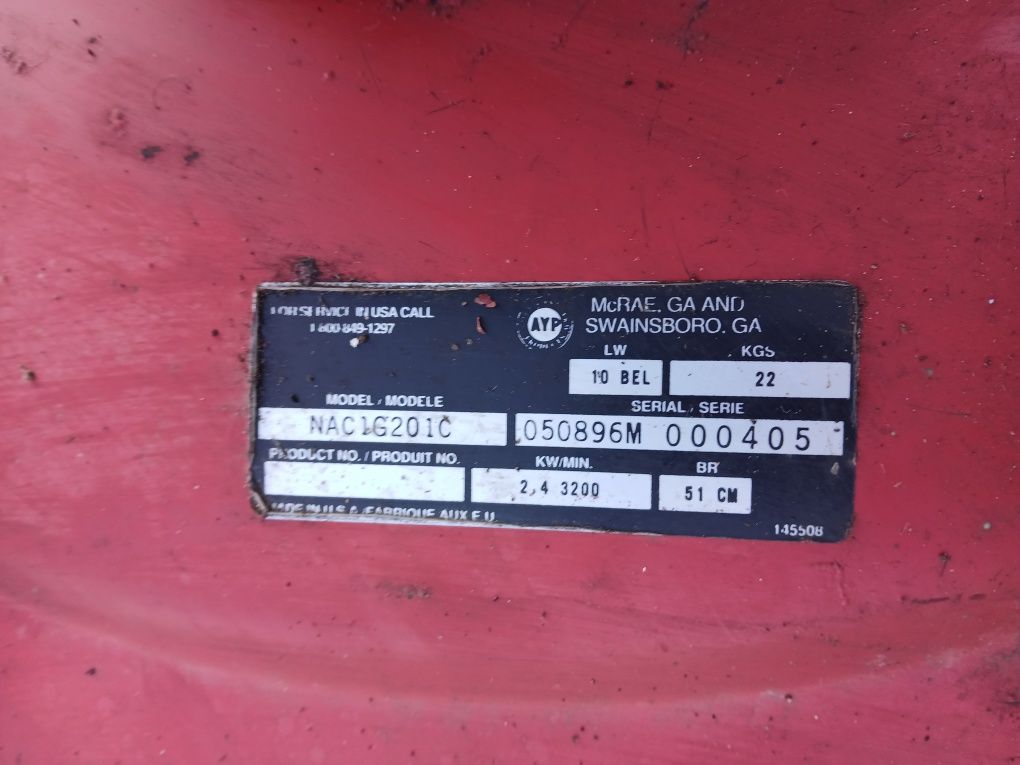 FOR SERVICE IN USA CALL
1-800-849-1297
AYP
McRAE, GA AND
SWAINSBORO, GA
LW KGS
10 BEL 22
MODEL / MODELE SERIAL / SERIE
NAC1G201C 050896M 000405
PRODUCT NO. / PRODUIT NO. KW/MIN. BR
2,4 3200 51 CM
MADE IN U.S.A. / FABRIQUE AUX E.U.
145508